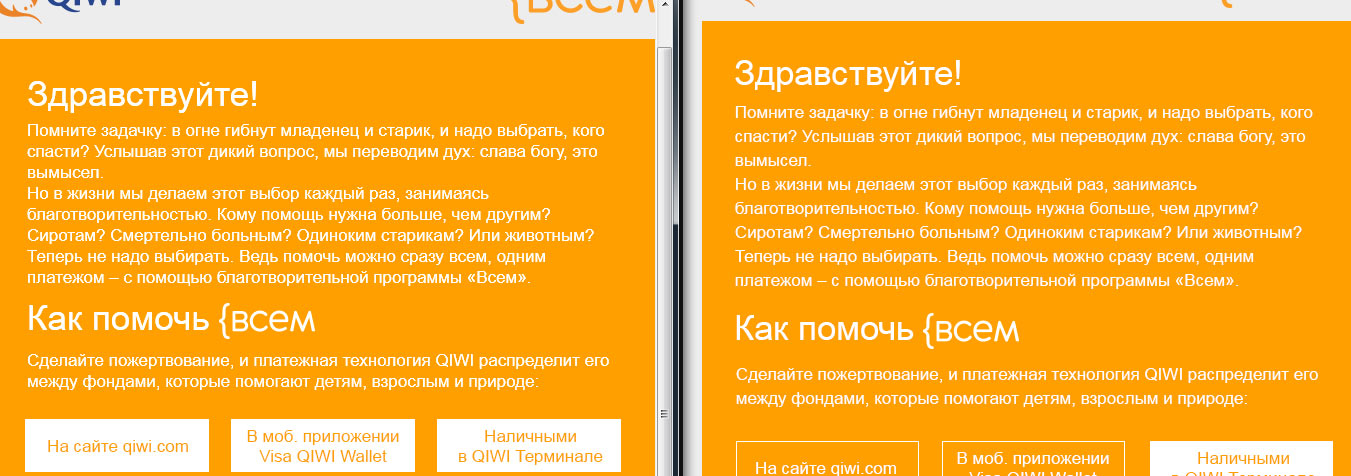 QIWI
{ВСЕМ
Здравствуйте!
Помните задачку: в огне гибнут младенец и старик, и надо выбрать, кого
спасти? Услышав этот дикий вопрос, мы переводим дух: слава богу, это
вымысел.
Но в жизни мы делаем этот выбор каждый раз, занимаясь
благотворительностью. Кому помощь нужна больше, чем другим?
Сиротам? Смертельно больным? Одиноким старикам? Или животным?
Теперь не надо выбирать. Ведь помочь можно сразу всем, одним
платежом – с помощью благотворительной программы «Всем».
Как помочь {всем
Сделайте пожертвование, и платежная технология QIWI распределит его
между фондами, которые помогают детям, взрослым и природе:
На сайте qiwi.com
В моб. приложении
Visa QIWI Wallet
Наличными
в QIWI Терминале
Здравствуйте!
Помните задачку: в огне гибнут младенец и старик, и надо выбрать, кого
спасти? Услышав этот дикий вопрос, мы переводим дух: слава богу, это
вымысел.
Но в жизни мы делаем этот выбор каждый раз, занимаясь
благотворительностью. Кому помощь нужна больше, чем другим?
Сиротам? Смертельно больным? Одиноким старикам? Или животным?
Теперь не надо выбирать. Ведь помочь можно сразу всем, одним
платежом – с помощью благотворительной программы «Всем».
Как помочь {всем
Сделайте пожертвование, и платежная технология QIWI распределит его
между фондами, которые помогают детям, взрослым и природе:
На сайте qiwi.com
В моб. приложении
Visa QIWI Wallet
Наличными
в QIWI Терминале